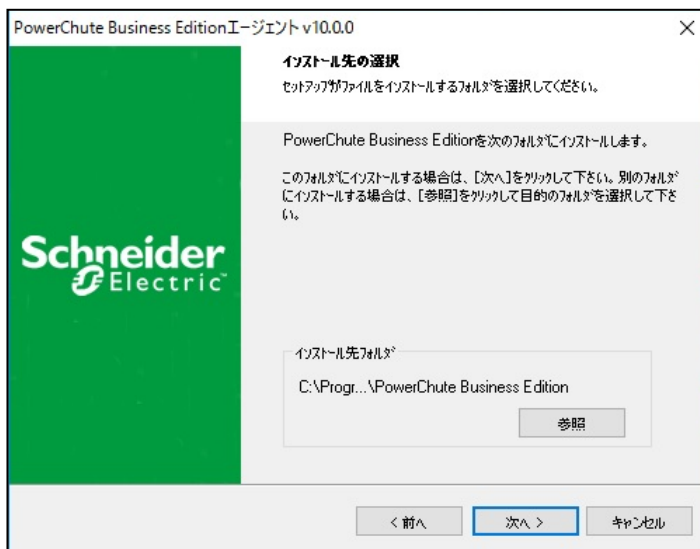 PowerChute Business Editionエージェント v10.0.0
インストール先の選択
セットアップがファイルをインストールするフォルダを選択してください。
PowerChute Business Editionを次のフォルダにインストールします。
このフォルダにインストールする場合は、[次へ]をクリックして下さい。別のフォルダ
にインストールする場合は、[参照]をクリックして目的のフォルダを選択して下さ
い。
Schneider
Electric™
インストール先フォルダ
C:\Progr...\PowerChute Business Edition
参照
< 前へ
次へ >
キャンセル